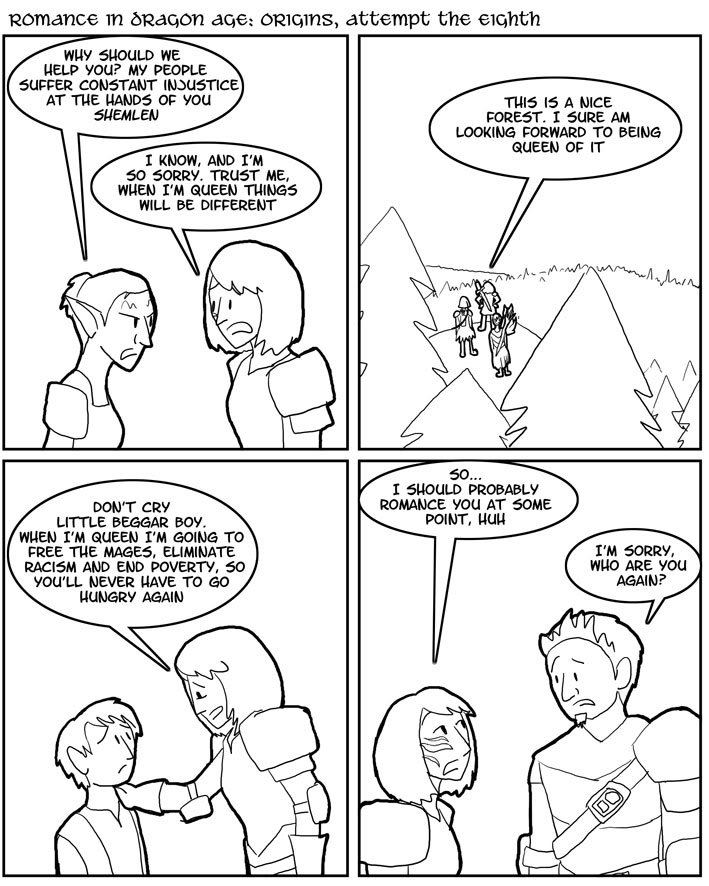 Romance in Dragon Age: Origins, attempt the eighth
WHY SHOULD WE
HELP YOU? MY PEOPLE
SUFFER CONSTANT INJUSTICE
AT THE HANDS OF YOU
SHEMLEN
I KNOW, AND I'M
SO SORRY. TRUST ME,
WHEN I'M QUEEN THINGS
WILL BE DIFFERENT
THIS IS A NICE
FOREST. I SURE AM
LOOKING FORWARD TO BEING
QUEEN OF IT
DON'T CRY
LITTLE BEGGAR BOY.
WHEN I'M QUEEN I'M GOING TO
FREE THE MAGES, ELIMINATE
RACISM AND END POVERTY, SO
YOU'LL NEVER HAVE TO GO
HUNGRY AGAIN
SO...
I SHOULD PROBABLY
ROMANCE YOU AT SOME
POINT, HUH
I'M SORRY,
WHO ARE YOU
AGAIN?